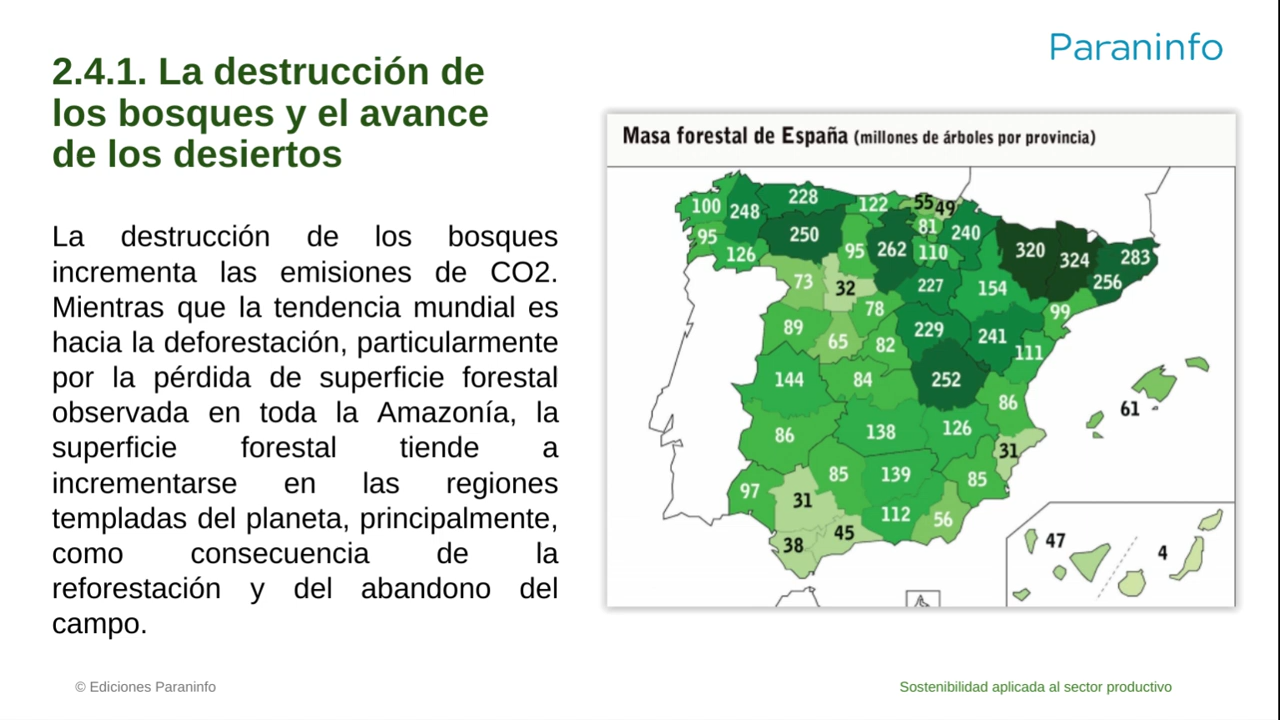 Paraninfo
2.4.1. La destrucción de
los bosques y el avance
de los desiertos
La destrucción de los bosques
incrementa las emisiones de CO2.
Mientras que la tendencia mundial es
hacia la deforestación, particularmente
por la pérdida de superficie forestal
observada en toda la Amazonía, la
superficie forestal tiende a
incrementarse en las regiones
templadas del planeta, principalmente,
como consecuencia de la
reforestación y del abandono del
campo.
Masa forestal de España (millones de árboles por provincia)
100 248 228 122 55 49
95 126 250 95 262 81 110 240 320 324 283
256
73 32 227 154
78 99
89 65 82 229 241 111
144 84 252
86 61
86 138 126
31
85 139 85
97 31
112 56
38 45
47 4
© Ediciones Paraninfo
Sostenibilidad aplicada al sector productivo